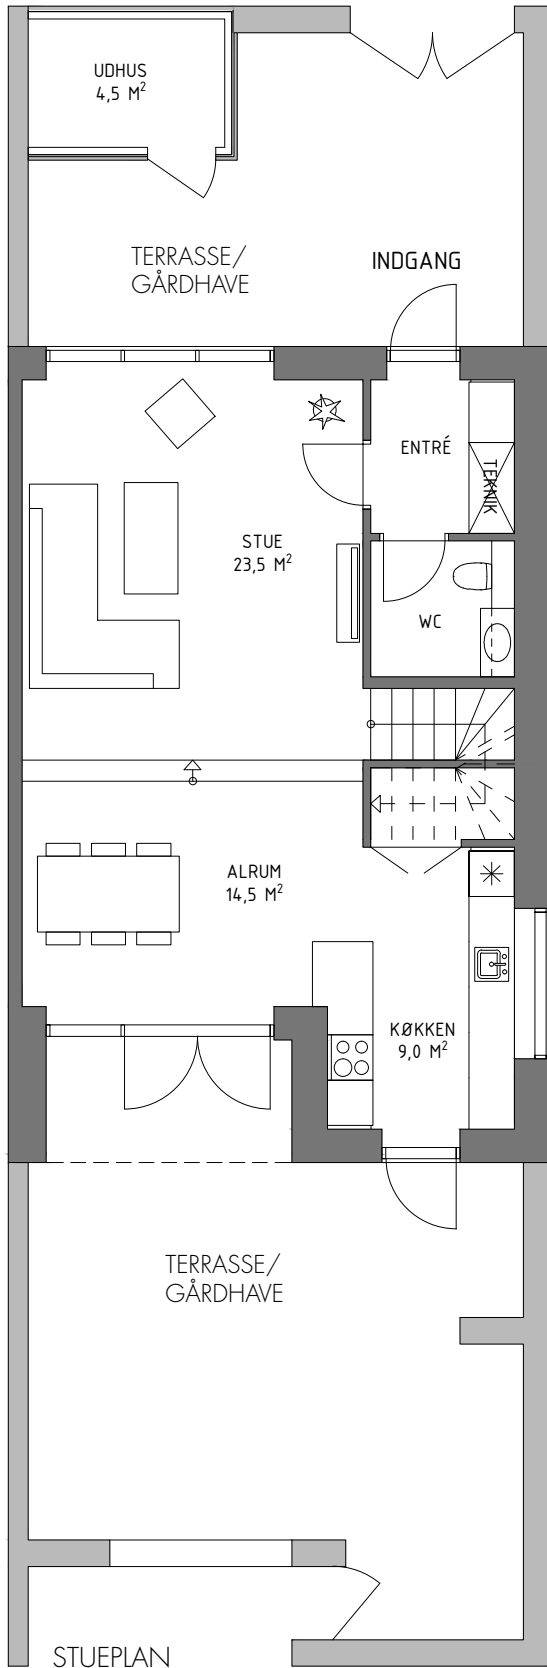 UDHUS
4,5 M²
TERRASSE/
GÅRDHAVE
INDGANG
ENTRÉ
TEKNIK
STUE
23,5 M²
WC
ALRUM
14,5 M²
KØKKEN
9,0 M²
TERRASSE/
GÅRDHAVE
STUEPLAN